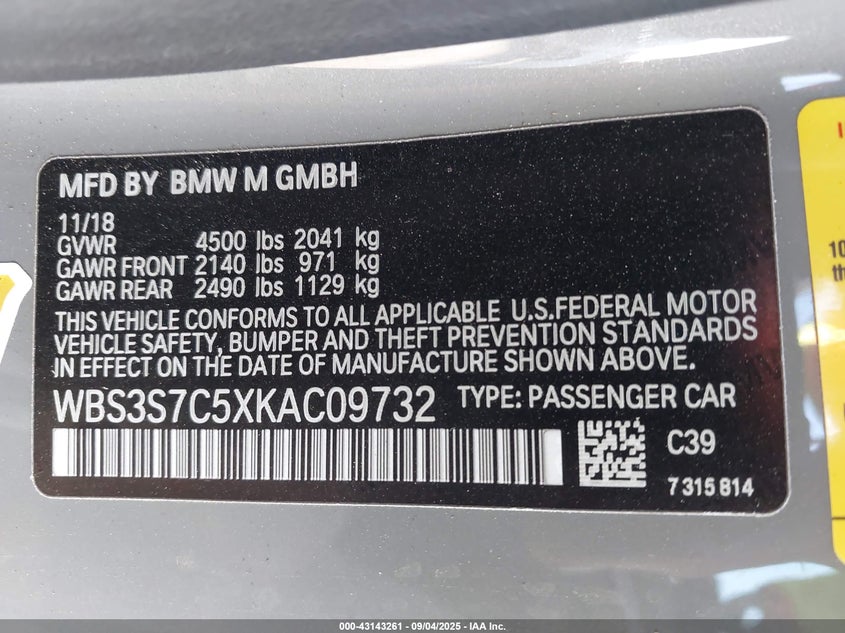 MFD BY BMW M GMBH
11/18
GVWR 4500 lbs 2041 kg
GAWR FRONT 2140 lbs 971 kg
GAWR REAR 2490 lbs 1129 kg
THIS VEHICLE CONFORMS TO ALL APPLICABLE U.S.FEDERAL MOTOR
VEHICLE SAFETY, BUMPER AND THEFT PREVENTION STANDARDS
IN EFFECT ON THE DATE OF MANUFACTURE SHOWN ABOVE.
WBS3S7C5XKAC09732 TYPE: PASSENGER CAR
C39
7 315 814
10
th
000-43143261 - 09/04/2025 - IAA Inc.